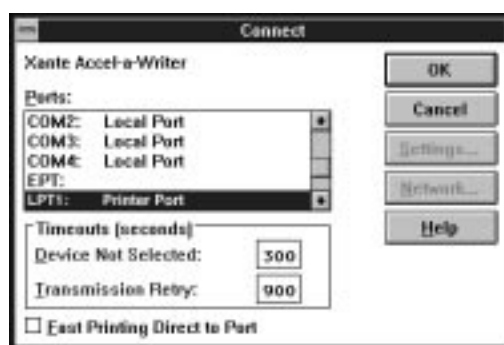 Connect
Xante Accel-a-Writer
OK
Ports:
Cancel
COM2: Local Port
COM3: Local Port
COM4: Local Port
Settings...
EPT:
Network...
LPT1: Printer Port
Help
Timeouts (seconds)
Device Not Selected: 300
Transmission Retry: 900
Fast Printing Direct to Port